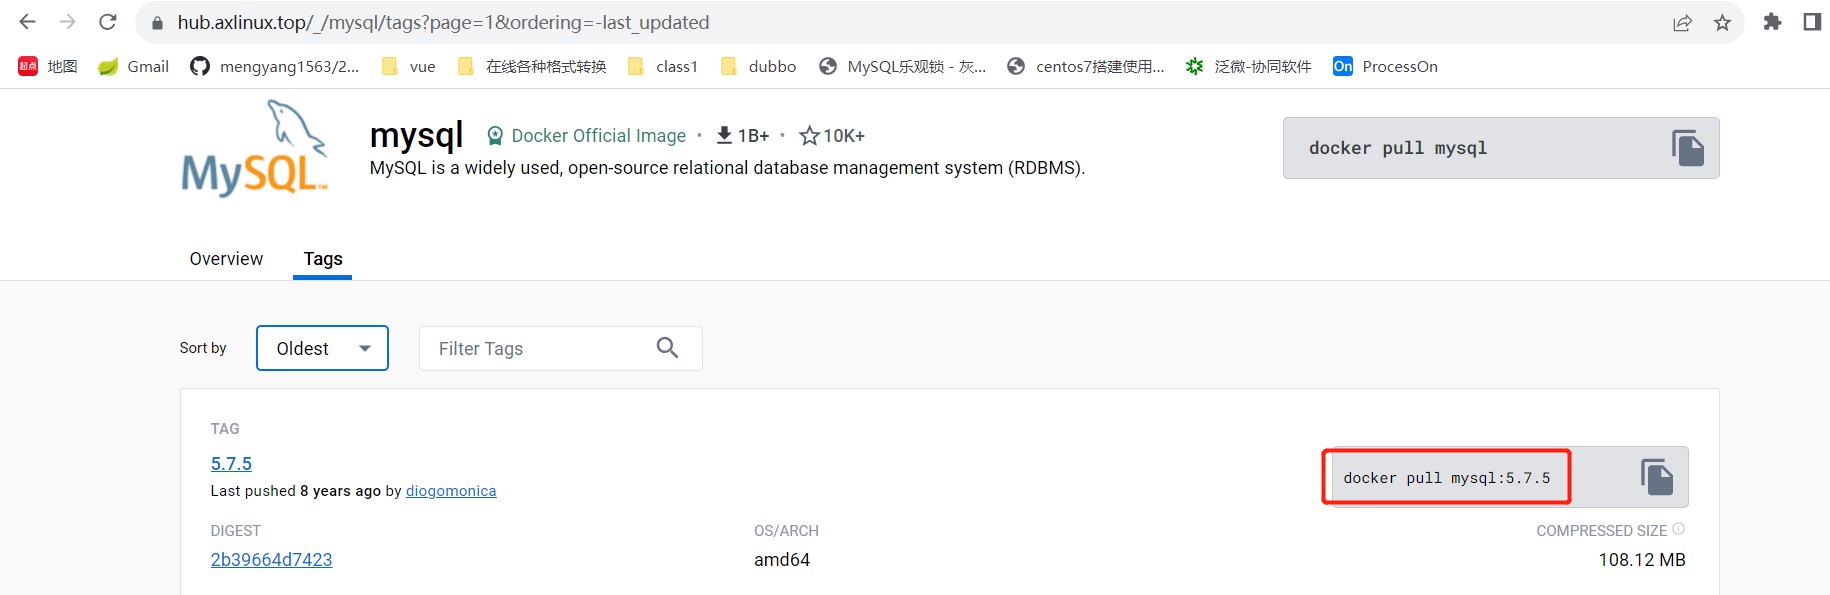 hub.axlinux.top/_/mysql/tags?page=1&ordering=-last_updated
起点 地图 Gmail mengyang1563/2... vue 在线各种格式转换 class1 dubbo MySQL乐观锁 - 灰... centos7搭建使用... 泛微-协同软件 On ProcessOn
MySQL™
mysql Docker Official Image • 1B+ • 10K+
MySQL is a widely used, open-source relational database management system (RDBMS).
docker pull mysql
Overview Tags
Sort by Oldest Filter Tags
TAG
5.7.5
Last pushed 8 years ago by diogomonica
docker pull mysql:5.7.5
DIGEST OS/ARCH COMPRESSED SIZE
2b39664d7423 amd64 108.12 MB